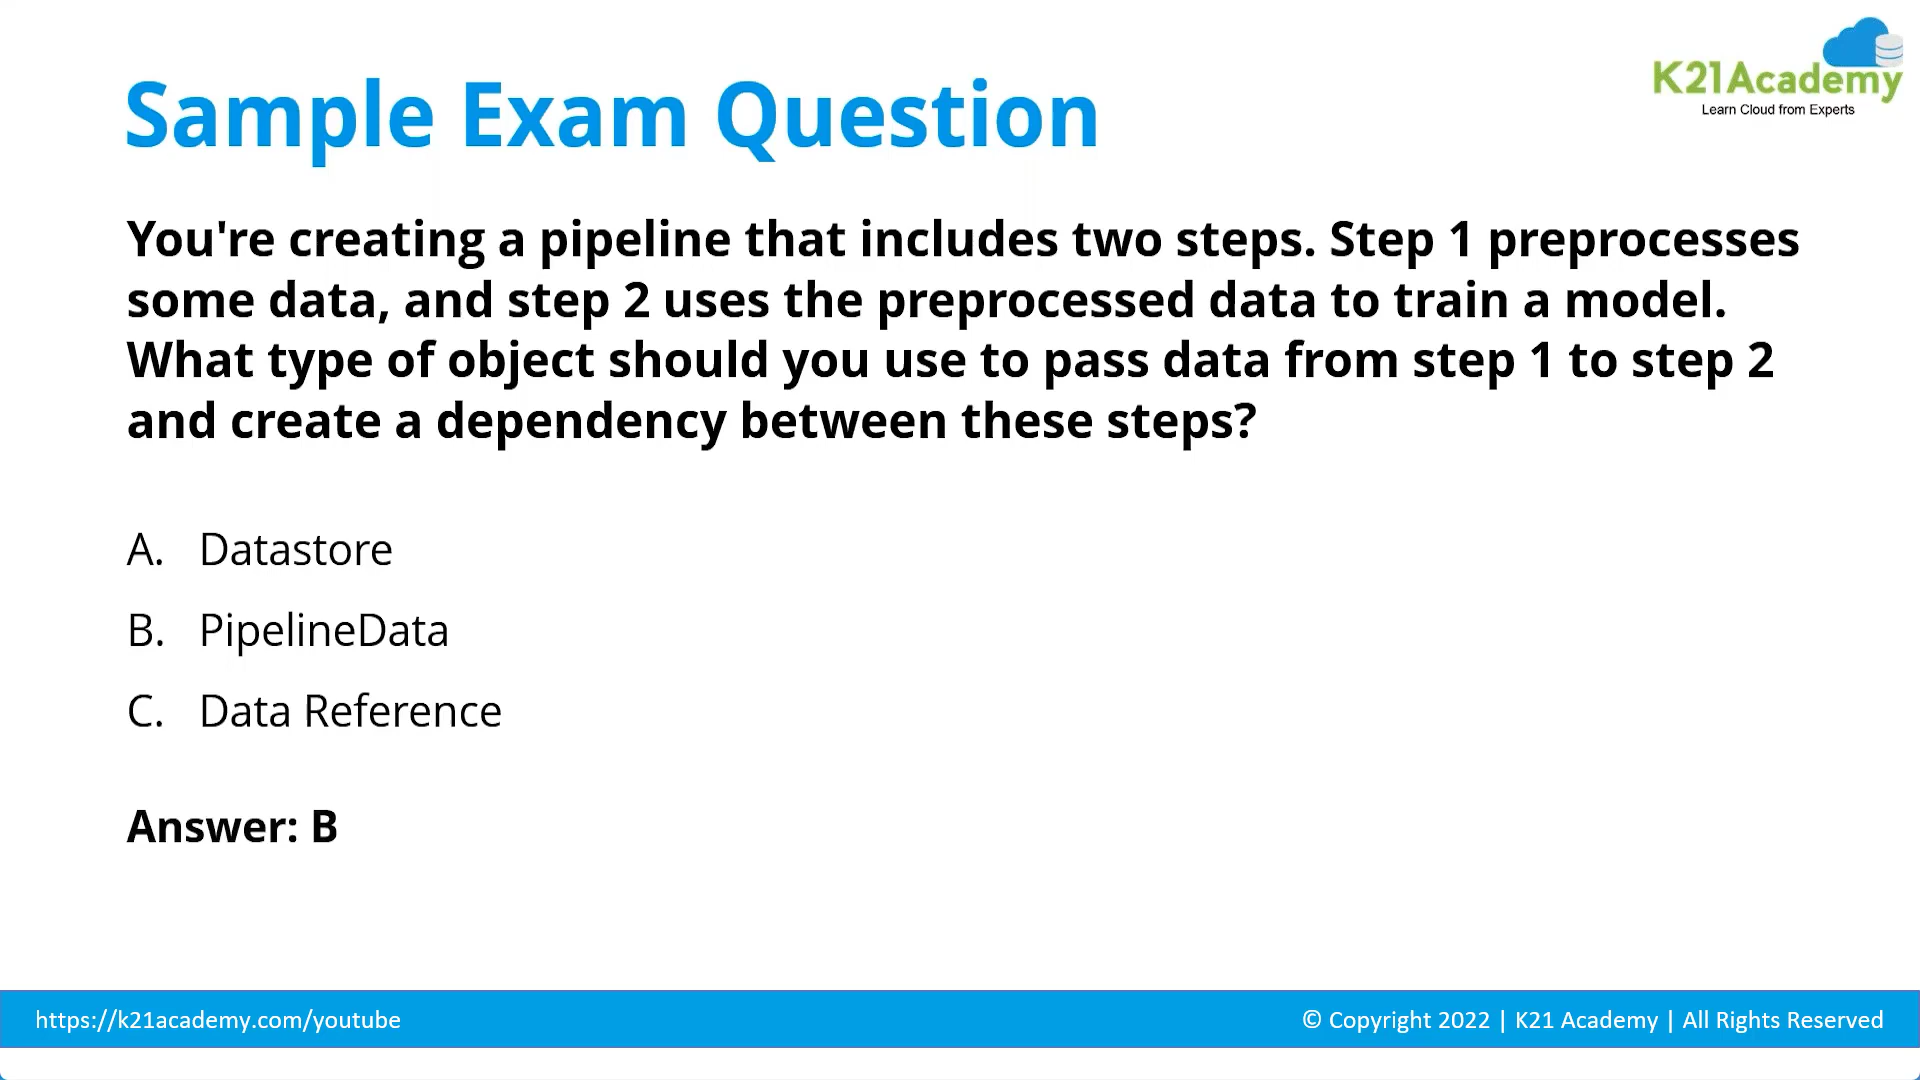 K21Academy
Learn Cloud from Experts
Sample Exam Question
You're creating a pipeline that includes two steps. Step 1 preprocesses
some data, and step 2 uses the preprocessed data to train a model.
What type of object should you use to pass data from step 1 to step 2
and create a dependency between these steps?
A. Datastore
B. PipelineData
C. Data Reference
Answer: B
https://k21academy.com/youtube
© Copyright 2022 | K21 Academy | All Rights Reserved